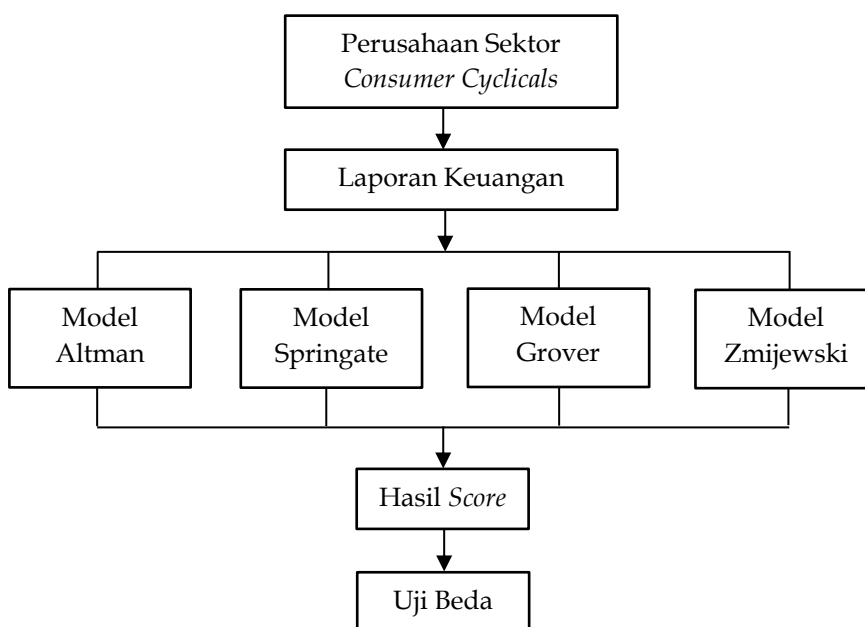 Perusahaan Sektor
Consumer Cyclicals
Laporan Keuangan
Model
Altman
Model
Springate
Model
Grover
Model
Zmijewski
Hasil Score
Uji Beda